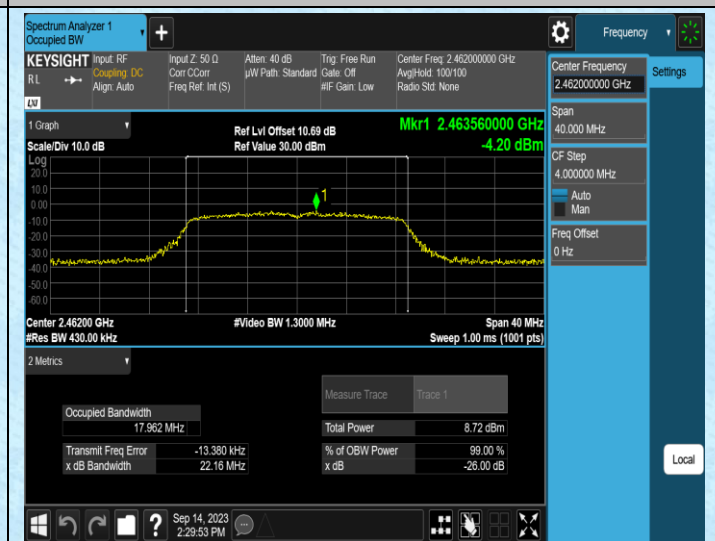 Spectrum Analyzer 1
Occupied BW
+
Frequency
KEYSIGHT
RL
LXI
Input: RF
Coupling: DC
Align: Auto
Input Z: 50 Ω
Corr CCorr
Freq Ref: Int (S)
Atten: 40 dB
µW Path: Standard
Trig: Free Run
Gate: Off
#IF Gain: Low
Center Freq: 2.462000000 GHz
Avg|Hold: 100/100
Radio Std: None
Center Frequency
2.462000000 GHz
Settings
Span
40.000 MHz
CF Step
4.000000 MHz
Auto
Man
Freq Offset
0 Hz
Local
1 Graph
Scale/Div 10.0 dB
Ref Lvl Offset 10.69 dB
Ref Value 30.00 dBm
Mkr1 2.463560000 GHz
-4.20 dBm
Log
20.0
10.0
0.00
-10.0
-20.0
-30.0
-40.0
-50.0
-60.0
1
Center 2.46200 GHz
#Res BW 430.00 kHz
#Video BW 1.3000 MHz
Span 40 MHz
Sweep 1.00 ms (1001 pts)
2 Metrics
Measure Trace Trace 1
Occupied Bandwidth
17.962 MHz
Total Power 8.72 dBm
Transmit Freq Error -13.380 kHz
% of OBW Power 99.00 %
x dB Bandwidth 22.16 MHz
x dB -26.00 dB
?
Sep 14, 2023
2:29:53 PM